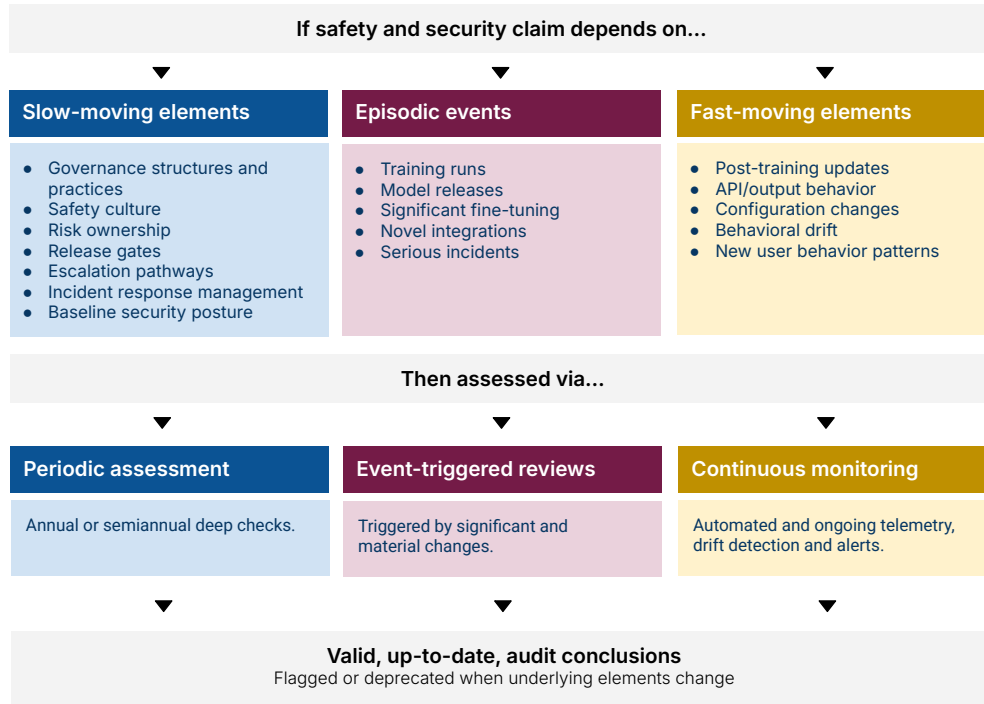 If safety and security claim depends on...
Slow-moving elements
● Governance structures and
practices
● Safety culture
● Risk ownership
● Release gates
● Escalation pathways
● Incident response management
● Baseline security posture
Episodic events
● Training runs
● Model releases
● Significant fine-tuning
● Novel integrations
● Serious incidents
Fast-moving elements
● Post-training updates
● API/output behavior
● Configuration changes
● Behavioral drift
● New user behavior patterns
Then assessed via...
Periodic assessment
Annual or semiannual deep checks.
Event-triggered reviews
Triggered by significant and
material changes.
Continuous monitoring
Automated and ongoing telemetry,
drift detection and alerts.
Valid, up-to-date, audit conclusions
Flagged or deprecated when underlying elements change